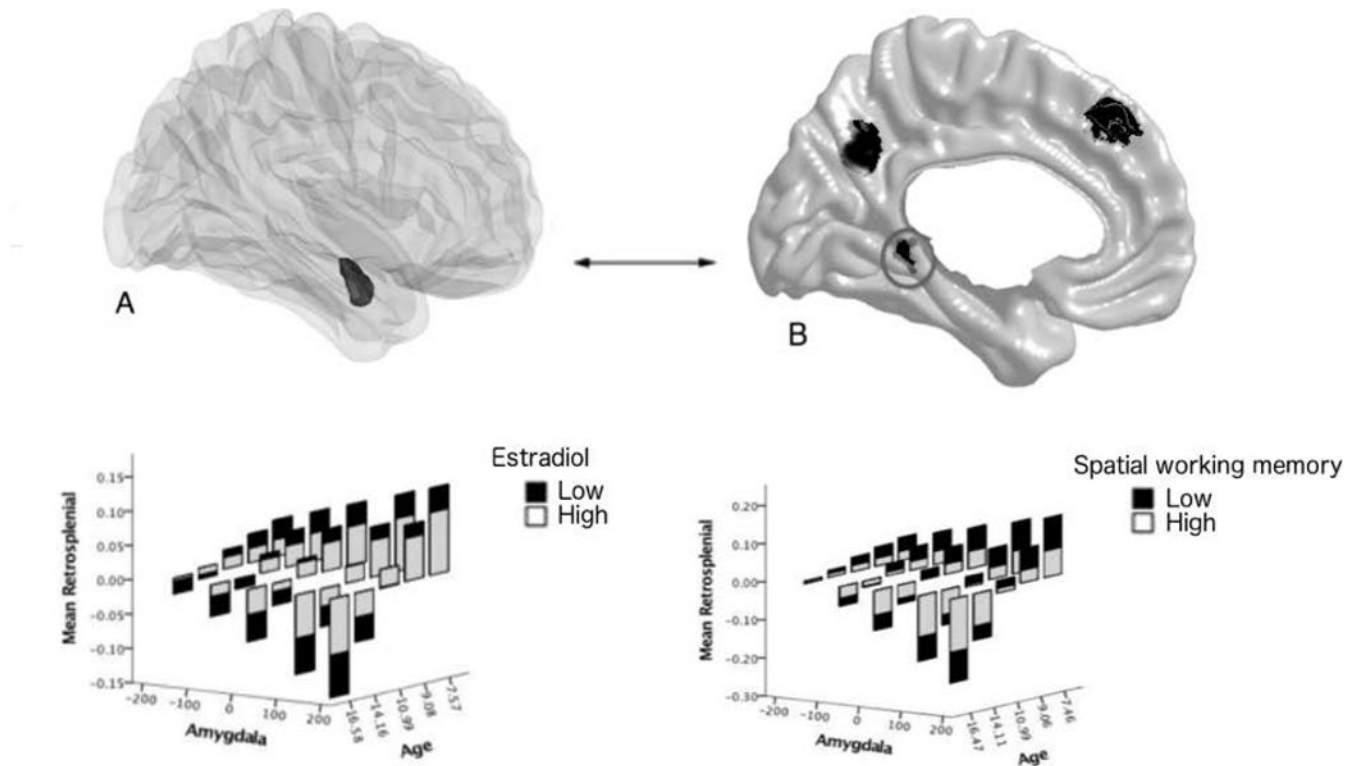 A
B
Estradiol
Low
High
Mean Retrosplenial
0.15
0.10
0.05
0.00
-0.05
-0.10
-0.15
-200
-100
0
100
200
Amygdala
16.58
14.16
10.99
9.08
7.57
Age
Spatial working memory
Low
High
Mean Retrosplenial
0.20
0.10
0.00
-0.10
-0.20
-0.30
-200
-100
0
100
200
Amygdala
16.47
14.11
10.99
9.06
7.46
Age